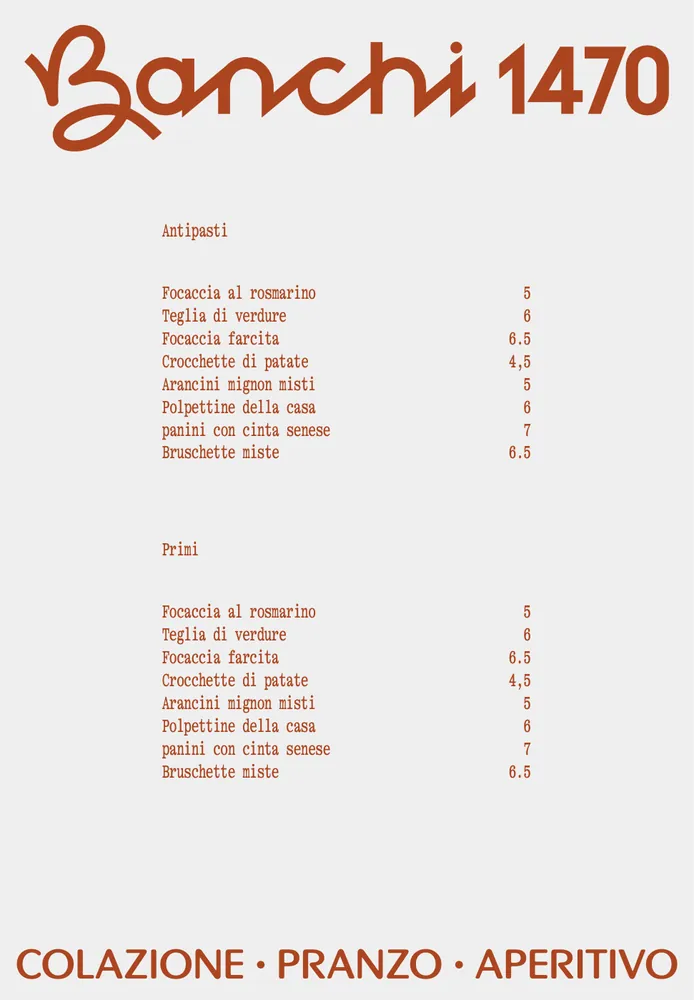 Banchi 1470
Antipasti
Focaccia al rosmarino 5
Teglia di verdure 6
Focaccia farcita 6.5
Crocchette di patate 4,5
Arancini mignon misti 5
Polpettine della casa 6
panini con cinta senese 7
Bruschette miste 6.5
Primi
Focaccia al rosmarino 5
Teglia di verdure 6
Focaccia farcita 6.5
Crocchette di patate 4,5
Arancini mignon misti 5
Polpettine della casa 6
panini con cinta senese 7
Bruschette miste 6.5
COLAZIONE · PRANZO · APERITIVO